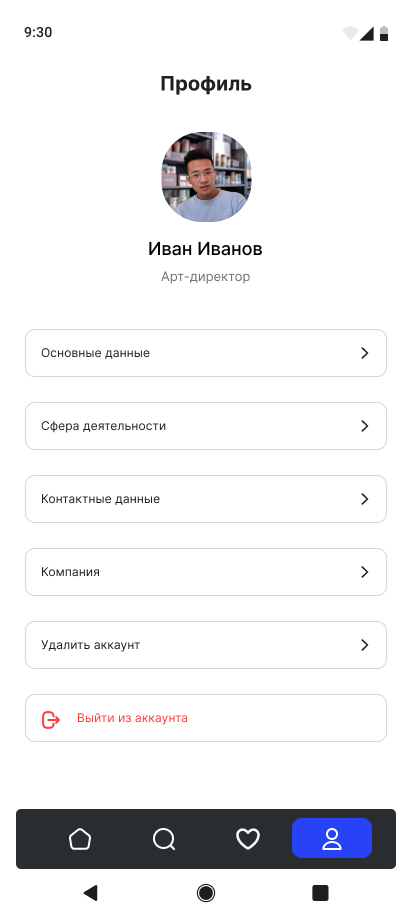 9:30
Профиль
Иван Иванов
Арт-директор
Основные данные
Сфера деятельности
Контактные данные
Компания
Удалить аккаунт
Выйти из аккаунта